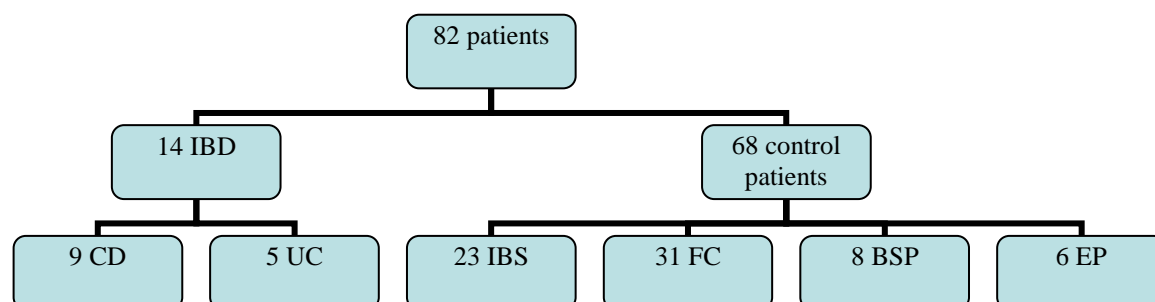 82 patients
14 IBD
68 control
patients
9 CD
5 UC
23 IBS
31 FC
8 BSP
6 EP